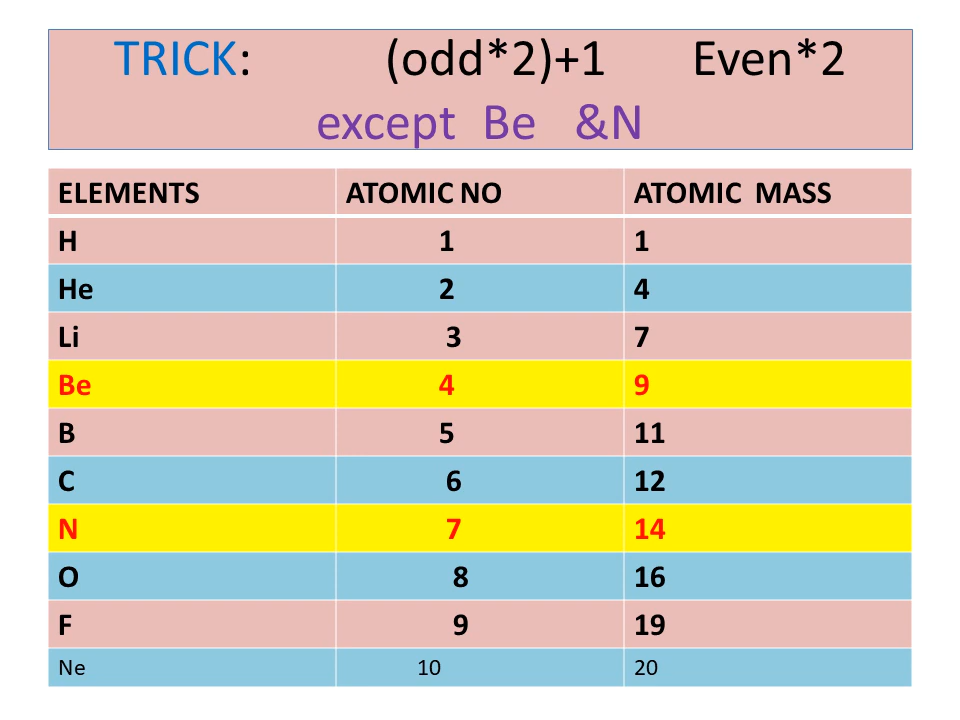 TRICK: (odd*2)+1 Even*2
except Be &N
ELEMENTS ATOMIC NO ATOMIC MASS
H 1 1
He 2 4
Li 3 7
Be 4 9
B 5 11
C 6 12
N 7 14
O 8 16
F 9 19
Ne 10 20